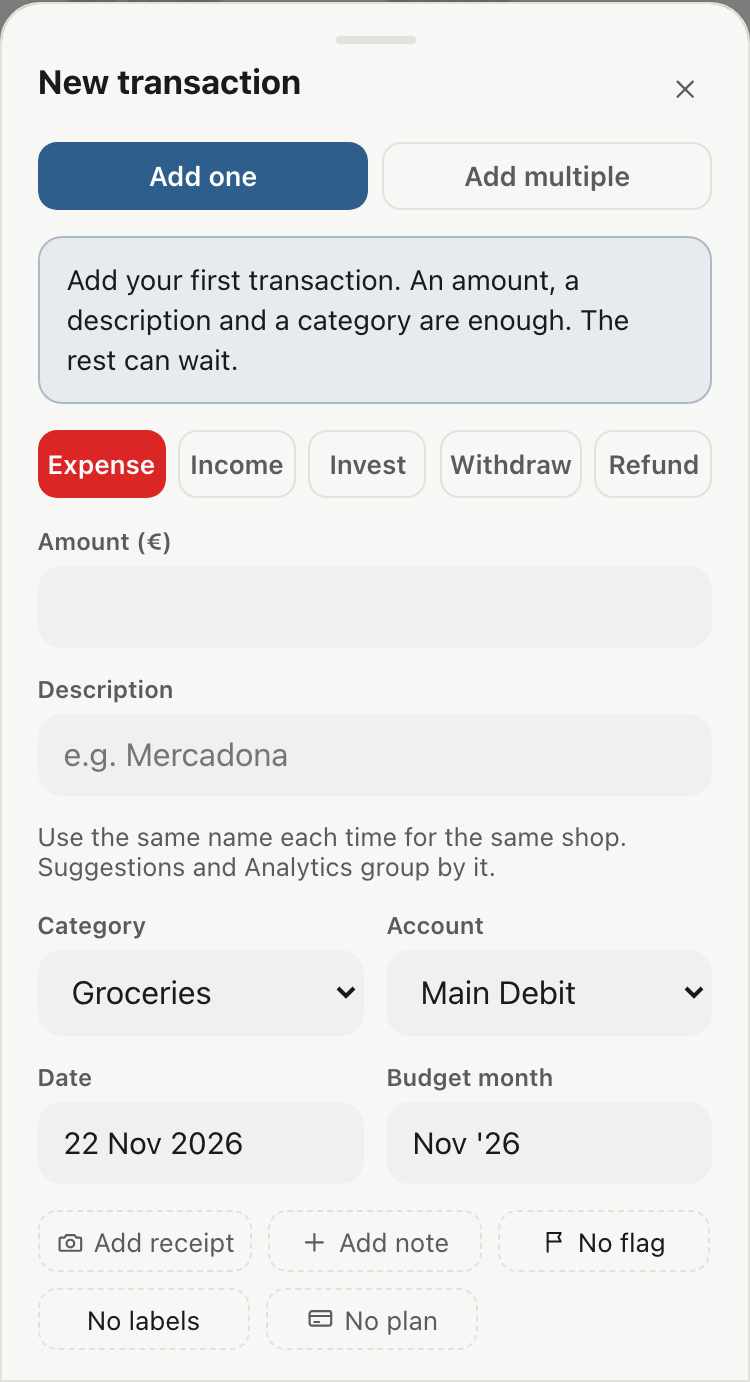 New transaction
Add one
Add multiple
Add your first transaction. An amount, a
description and a category are enough. The
rest can wait.
Expense
Income
Invest
Withdraw
Refund
Amount (€)
Description
e.g. Mercadona
Use the same name each time for the same shop.
Suggestions and Analytics group by it.
Category
Account
Groceries
Main Debit
Date
Budget month
22 Nov 2026
Nov '26
Add receipt
Add note
No flag
No labels
No plan